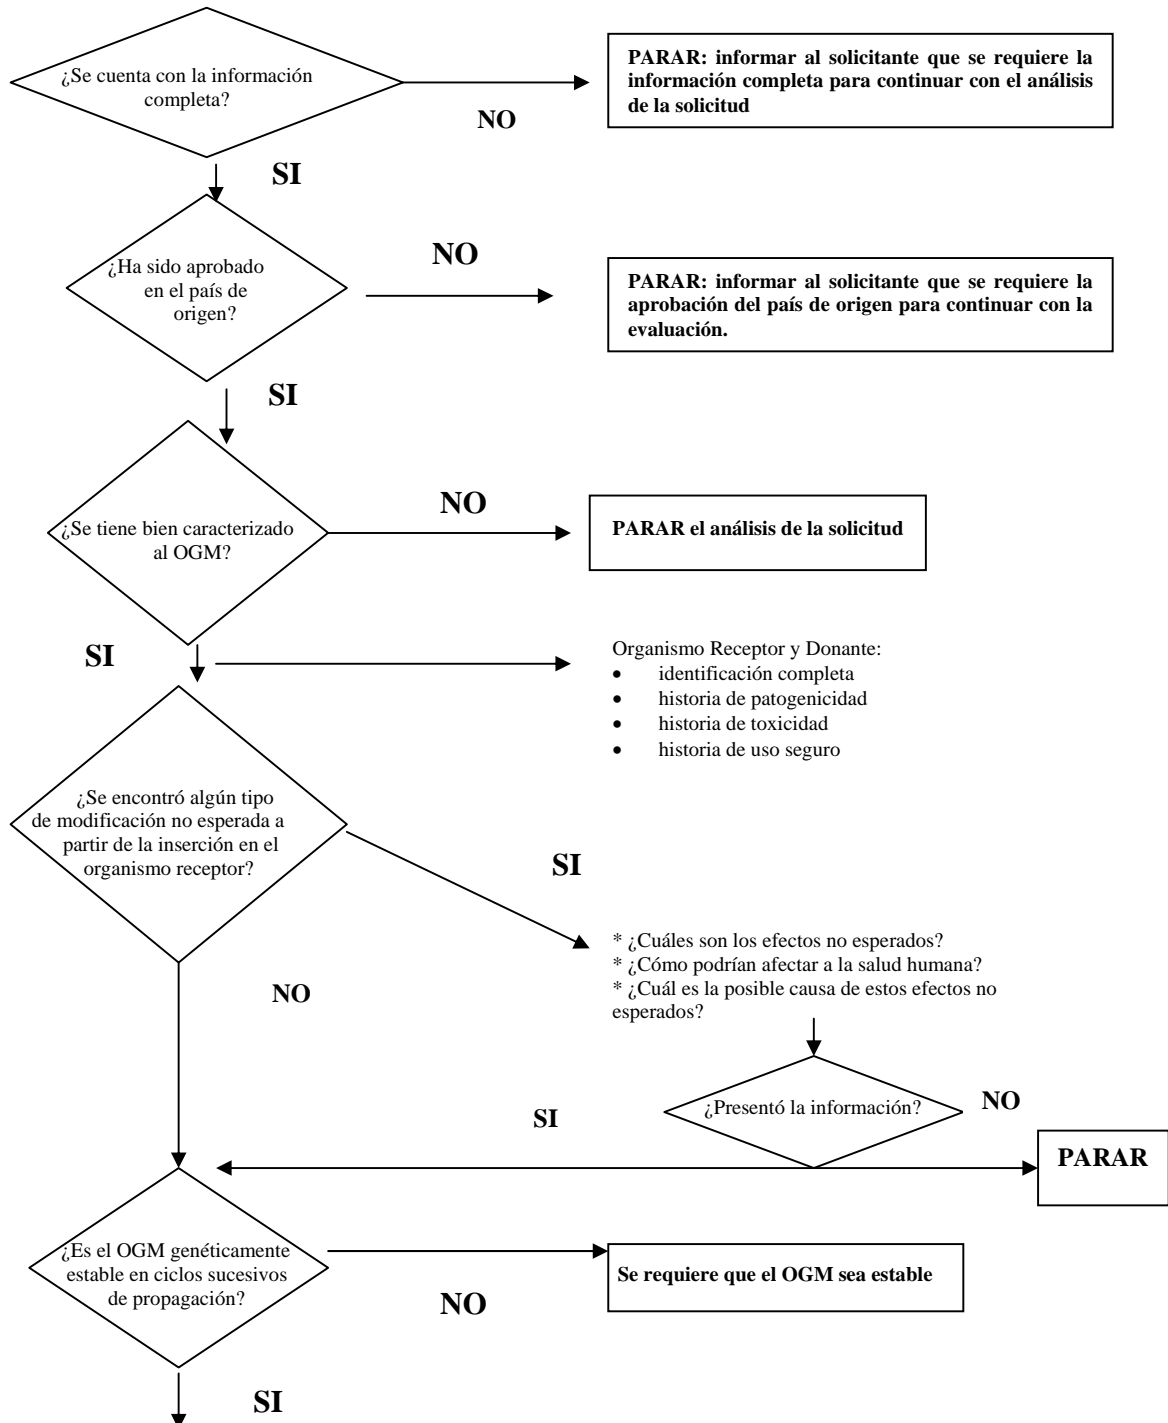 ¿Se cuenta con la información
completa?
PARAR: informar al solicitante que se requiere la
información completa para continuar con el análisis
de la solicitud
NO
SI
¿Ha sido aprobado
en el país de
origen?
NO
PARAR: informar al solicitante que se requiere la
aprobación del país de origen para continuar con la
evaluación.
SI
¿Se tiene bien caracterizado
al OGM?
NO
PARAR el análisis de la solicitud
SI
Organismo Receptor y Donante:
• identificación completa
• historia de patogenicidad
• historia de toxicidad
• historia de uso seguro
¿Se encontró algún tipo
de modificación no esperada a
partir de la inserción en el
organismo receptor?
SI
* ¿Cuáles son los efectos no esperados?
* ¿Cómo podrían afectar a la salud humana?
* ¿Cuál es la posible causa de estos efectos no
esperados?
NO
¿Presentó la información?
NO
SI
PARAR
¿Es el OGM genéticamente
estable en ciclos sucesivos
de propagación?
NO
Se requiere que el OGM sea estable
SI